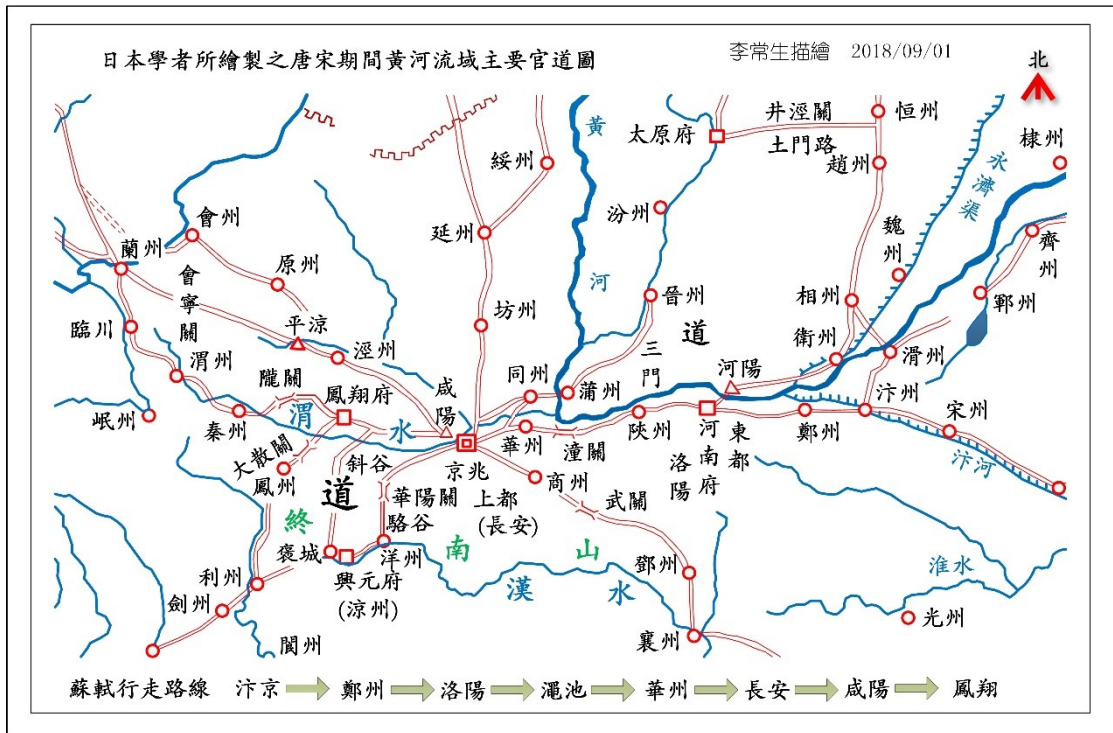 日本學者所繪製之唐宋期間黃河流域主要官道圖
李常生描繪 2018/09/01
北
黃
河
太原府
井涇關
土門路
恒州
趙州
永濟渠
棣州
綏州
汾州
延州
魏州
齊州
鄆州
會州
蘭州
會寧關
原州
晉州
道
相州
臨川
平涼
坊州
三門
衛州
滑州
渭州
涇州
同州
蒲州
河陽
岷州
隴關
鳳翔府
咸陽
渭
水
秦州
華州
潼關
陝州
河南府
洛陽
東都
鄭州
汴州
宋州
汴河
大散關
鳳州
斜谷
道
京兆
上都
(長安)
商州
武關
華陽關
駱谷
終
南
山
褒城
洋州
興元府
(涼州)
漢
水
鄧州
淮水
利州
劍州
閬州
襄州
光州
蘇軾行走路線 汴京 鄭州 洛陽 澠池 華州 長安 咸陽 鳳翔